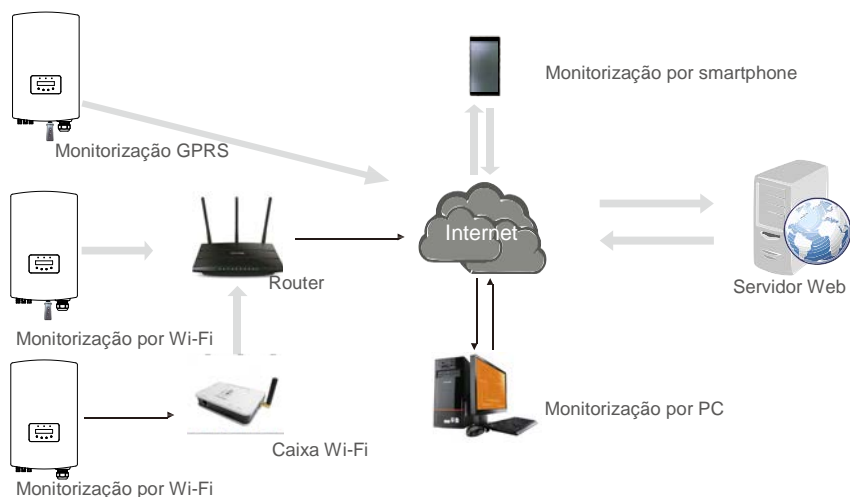 Monitorização por smartphone
Monitorização GPRS
Internet
Router
Servidor Web
Monitorização por Wi-Fi
Monitorização por PC
Caixa Wi-Fi
Monitorização por Wi-Fi